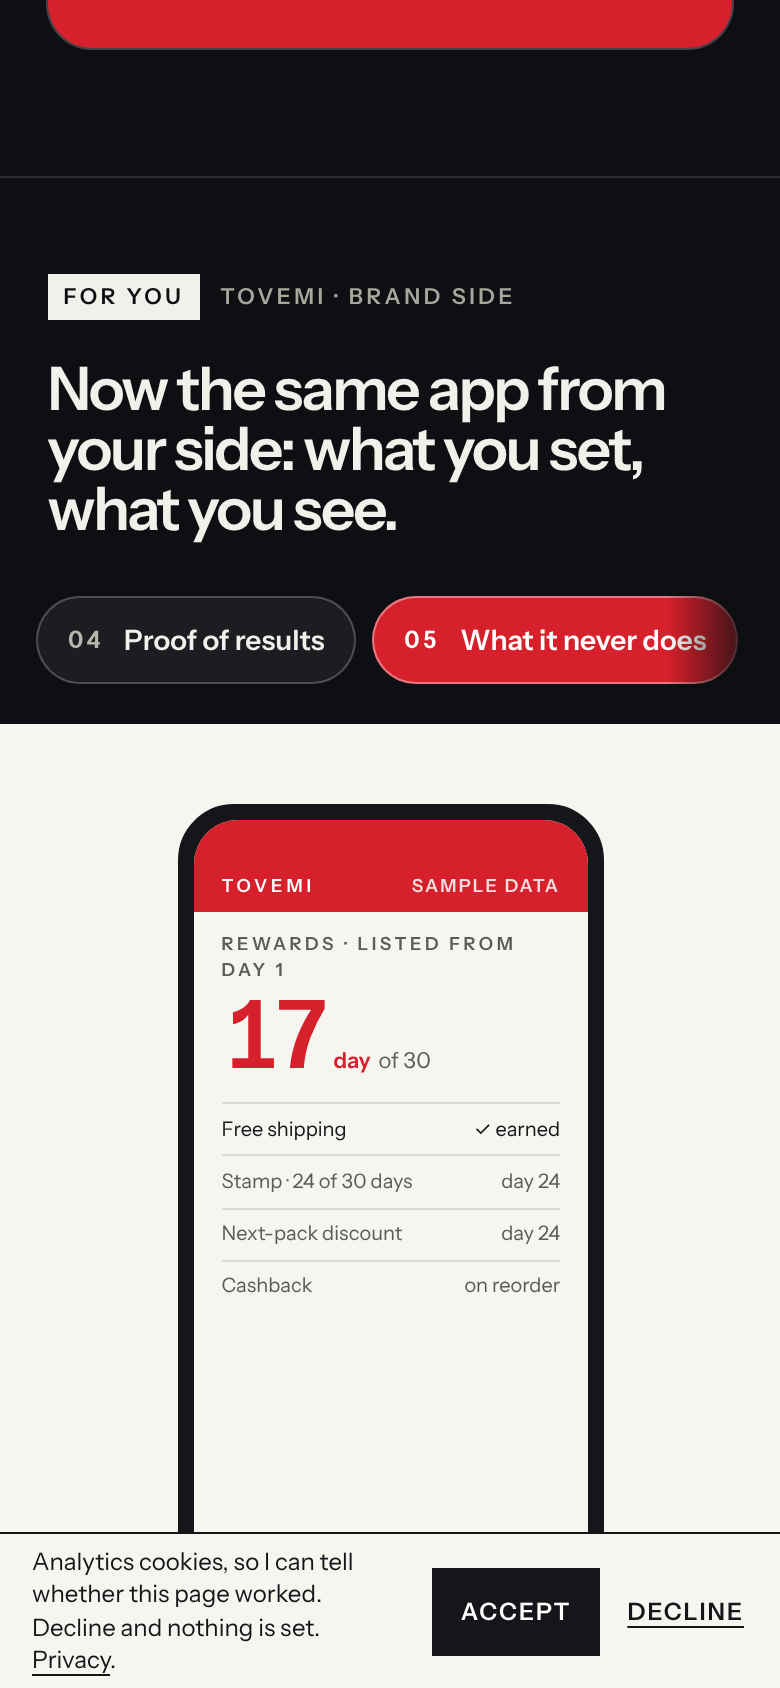 FOR YOU TOVEMI · BRAND SIDE
Now the same app from
your side: what you set,
what you see.
04 Proof of results 05 What it never does
TOVEMI SAMPLE DATA
REWARDS · LISTED FROM
DAY 1
17 day of 30
Free shipping ✓ earned
Stamp · 24 of 30 days day 24
Next-pack discount day 24
Cashback on reorder
Analytics cookies, so I can tell
whether this page worked.
Decline and nothing is set.
Privacy.
ACCEPT DECLINE